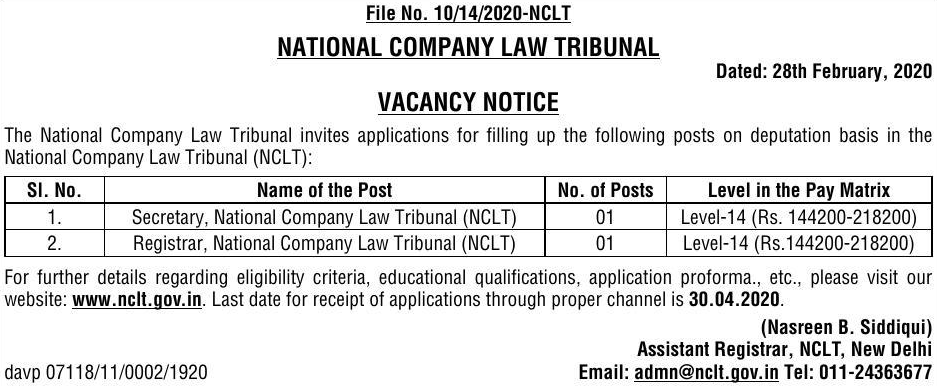 File No. 10/14/2020-NCLT
NATIONAL COMPANY LAW TRIBUNAL
Dated: 28th February, 2020
VACANCY NOTICE
The National Company Law Tribunal invites applications for filling up the following posts on deputation basis in the
National Company Law Tribunal (NCLT):
Sl. No. Name of the Post No. of Posts Level in the Pay Matrix
1. Secretary, National Company Law Tribunal (NCLT) 01 Level-14 (Rs. 144200-218200)
2. Registrar, National Company Law Tribunal (NCLT) 01 Level-14 (Rs.144200-218200)
For further details regarding eligibility criteria, educational qualifications, application proforma., etc., please visit our
website: www.nclt.gov.in. Last date for receipt of applications through proper channel is 30.04.2020.
(Nasreen B. Siddiqui)
Assistant Registrar, NCLT, New Delhi
davp 07118/11/0002/1920 Email: admn@nclt.gov.in Tel: 011-24363677